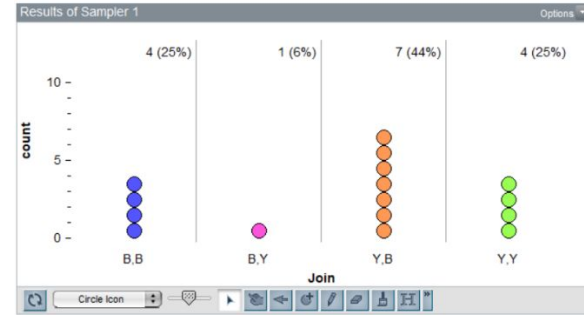 Results of Sampler 1
Options
4 (25%)
1 (6%)
7 (44%)
4 (25%)
count
10
5
0
B,B
B,Y
Y,B
Y,Y
Join
Circle Icon